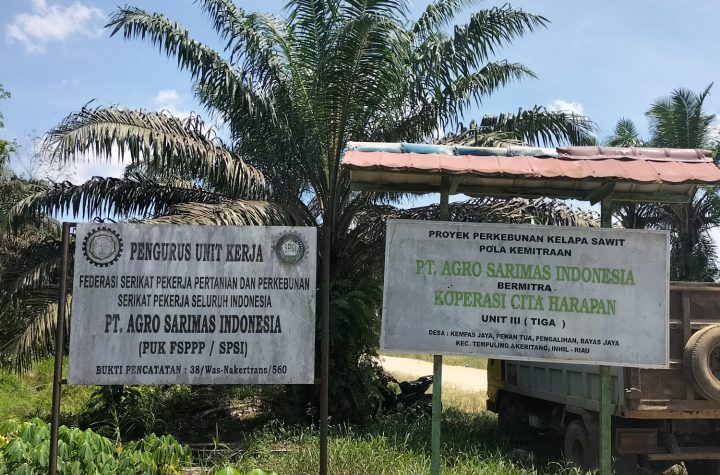 PENGURUS UNIT KERJA
SPSI
FEDERASI SERIKAT PEKERJA PERTANIAN DAN PERKEBUNAN
SERIKAT PEKERJA SELURUH INDONESIA
PT. AGRO SARIMAS INDONESIA
(PUK FSPPP / SPSI)
BUKTI PENCATATAN : 38/Was-Nakertrans/560
PROYEK PERKEBUNAN KELAPA SAWIT
POLA KEMITRAAN
PT. AGRO SARIMAS INDONESIA
BERMITRA
KOPERASI CITA HARAPAN
UNIT III ( TIGA )
DESA : KEMPAS JAYA, PEKAN TUA, PENGALIHAN, BAYAS JAYA
KEC. TEMPULING &KERITANG, INHIL - RIAU